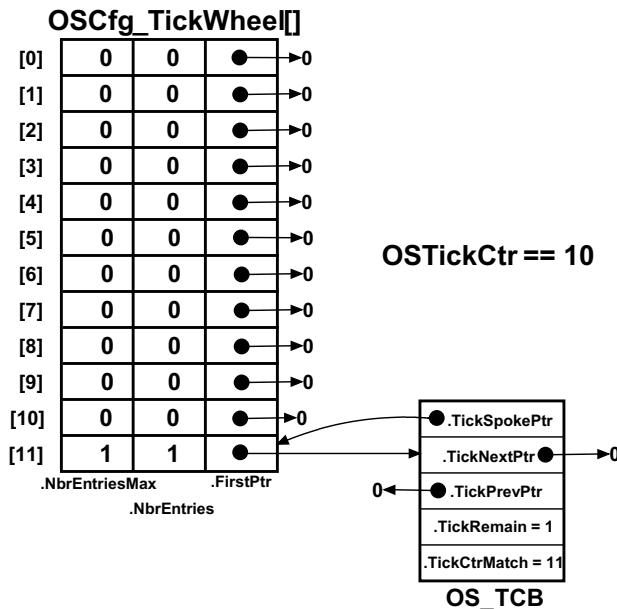 OSCfg_TickWheel[]
[0] 0 0 0
[1] 0 0 0
[2] 0 0 0
[3] 0 0 0
[4] 0 0 0
[5] 0 0 0
OSTickCtr == 10
[6] 0 0 0
[7] 0 0 0
[8] 0 0 0
[9] 0 0 0
[10] 0 0 0
.TickSpokePtr
[11] 1 1
.TickNextPtr 0
.NbrEntriesMax .FirstPtr
0 .TickPrevPtr
.NbrEntries
.TickRemain = 1
.TickCtrMatch = 11
OS_TCB